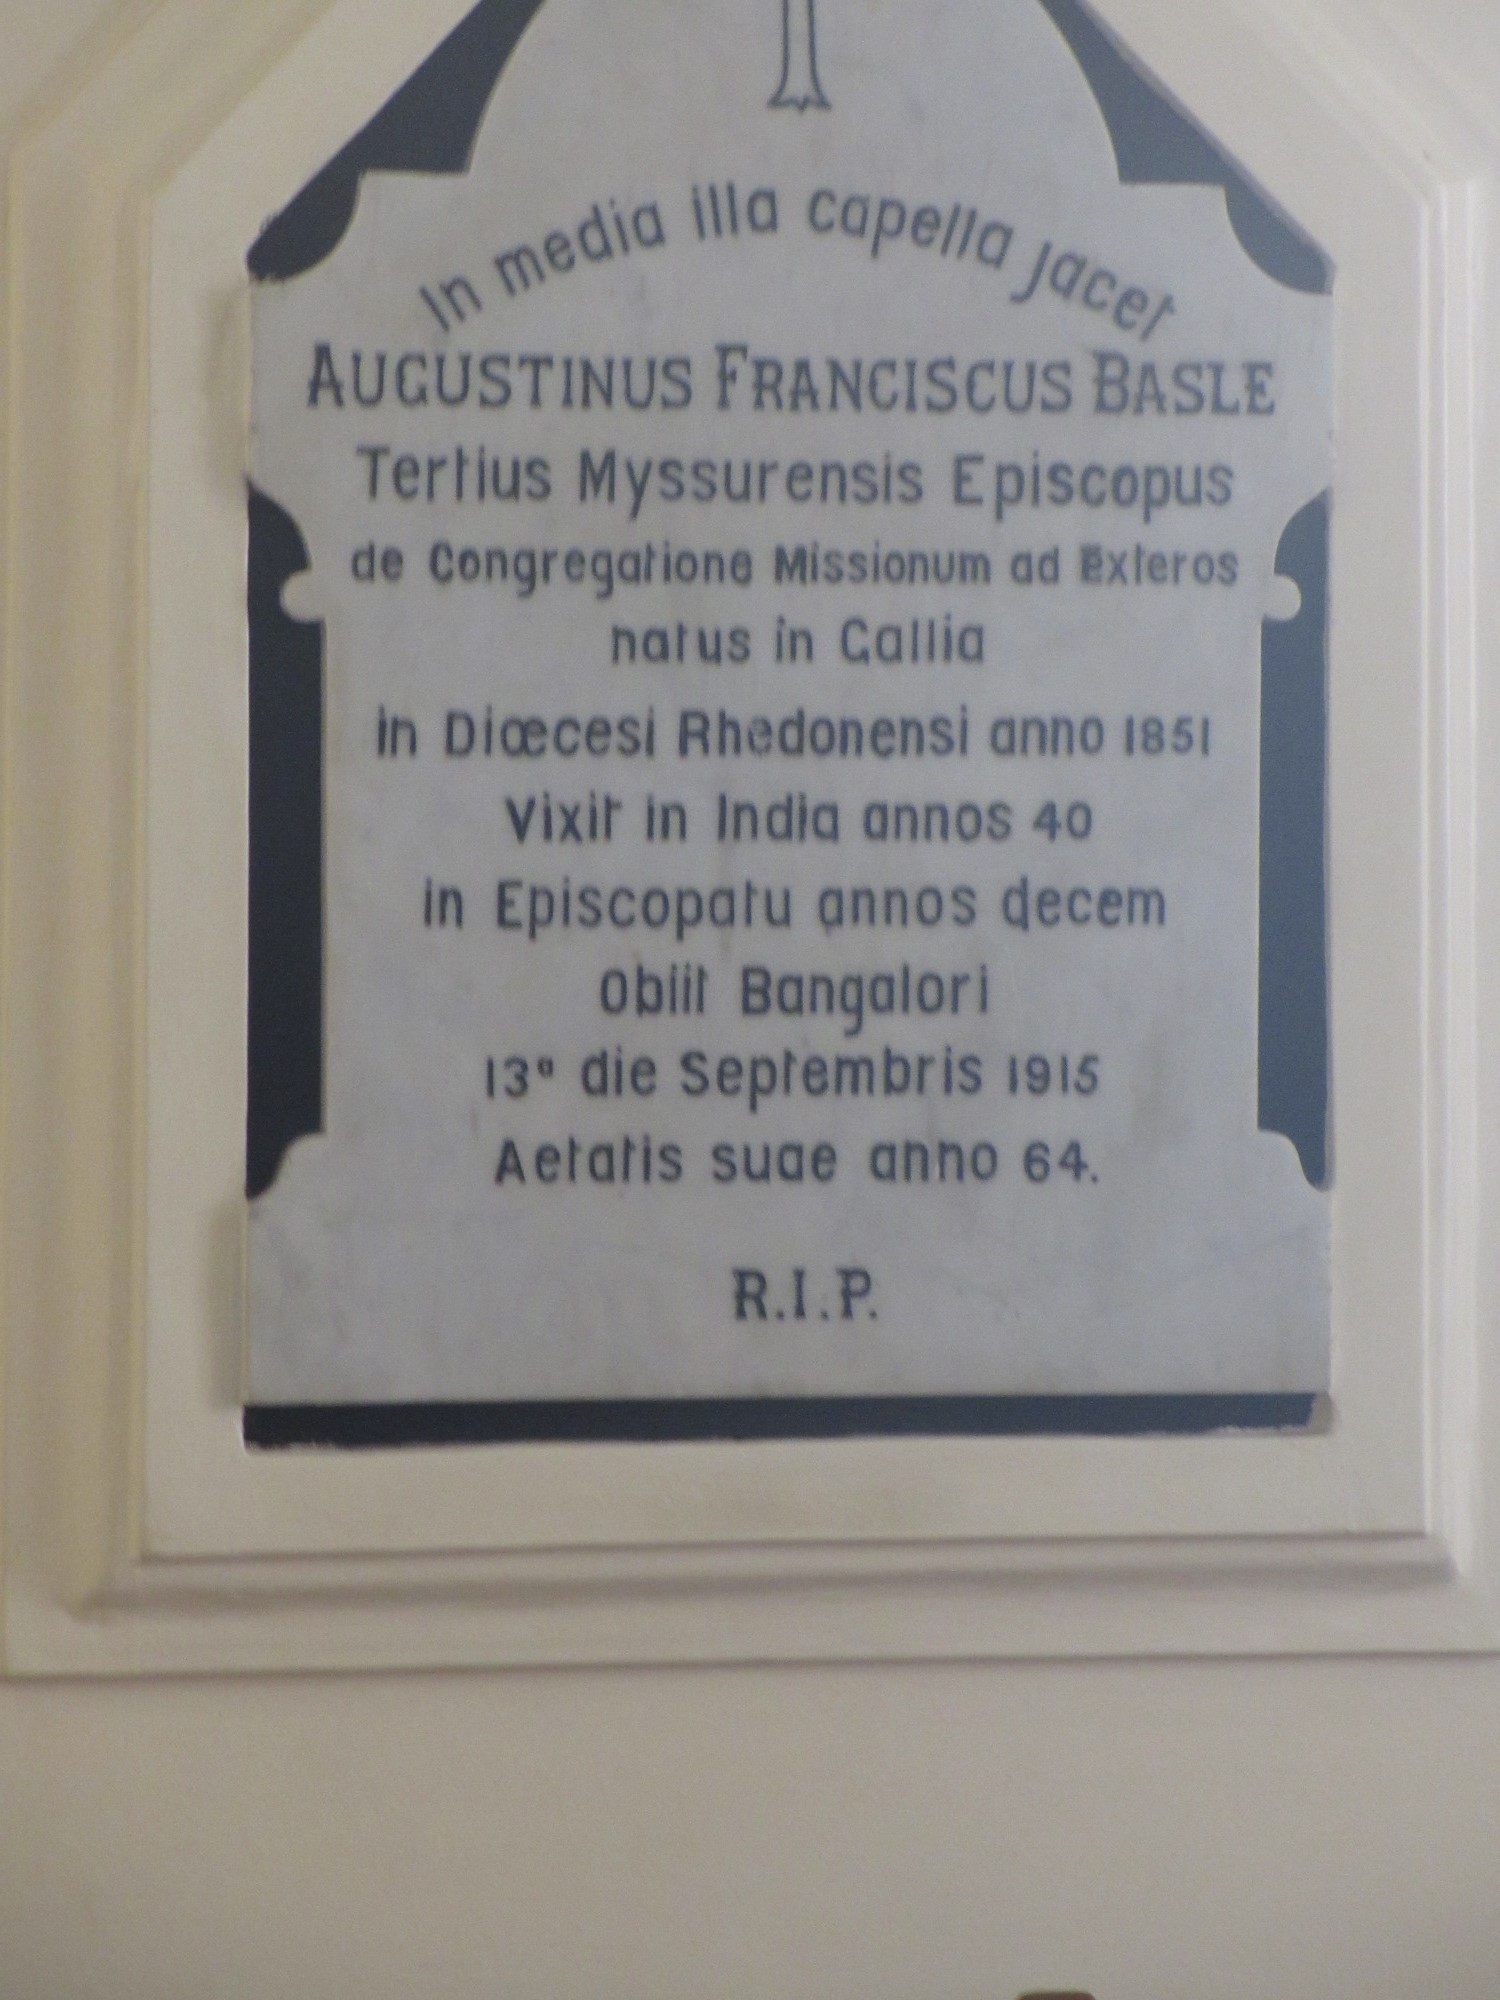 In media illa capella jacet
AUGUSTINUS FRANCISCUS BASLE
Tertius Myssurensis Episcopus
de Congregatione Missionum ad Exteros
natus in Gallia
in Diœcesi Rhedonensi anno 1851
Vixit in India annos 40
in Episcopatu annos decem
Obiit Bangalori
13ª die Septembris 1915
Aetatis suae anno 64.
R.I.P.